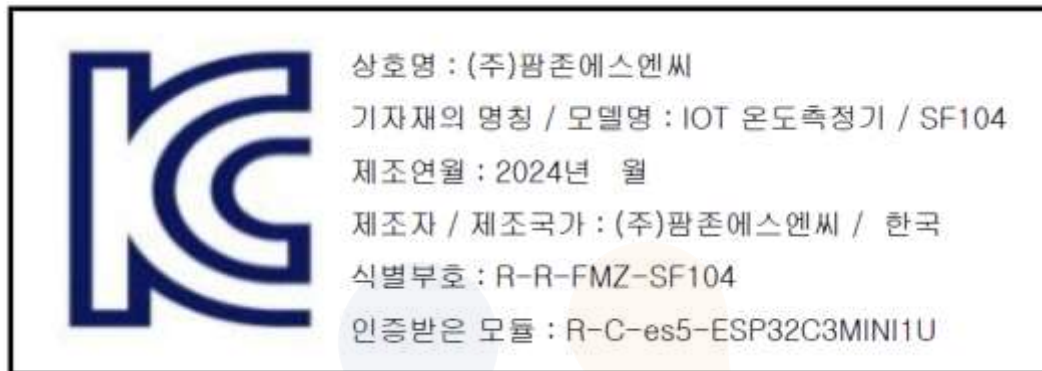 KC
상호명 : (주)팜존에스엔씨
기자재의 명칭 / 모델명 : IOT 온도측정기 / SF104
제조연월 : 2024년 월
제조자 / 제조국가 : (주)팜존에스엔씨 / 한국
식별부호 : R-R-FMZ-SF104
인증받은 모듈 : R-C-es5-ESP32C3MINI1U